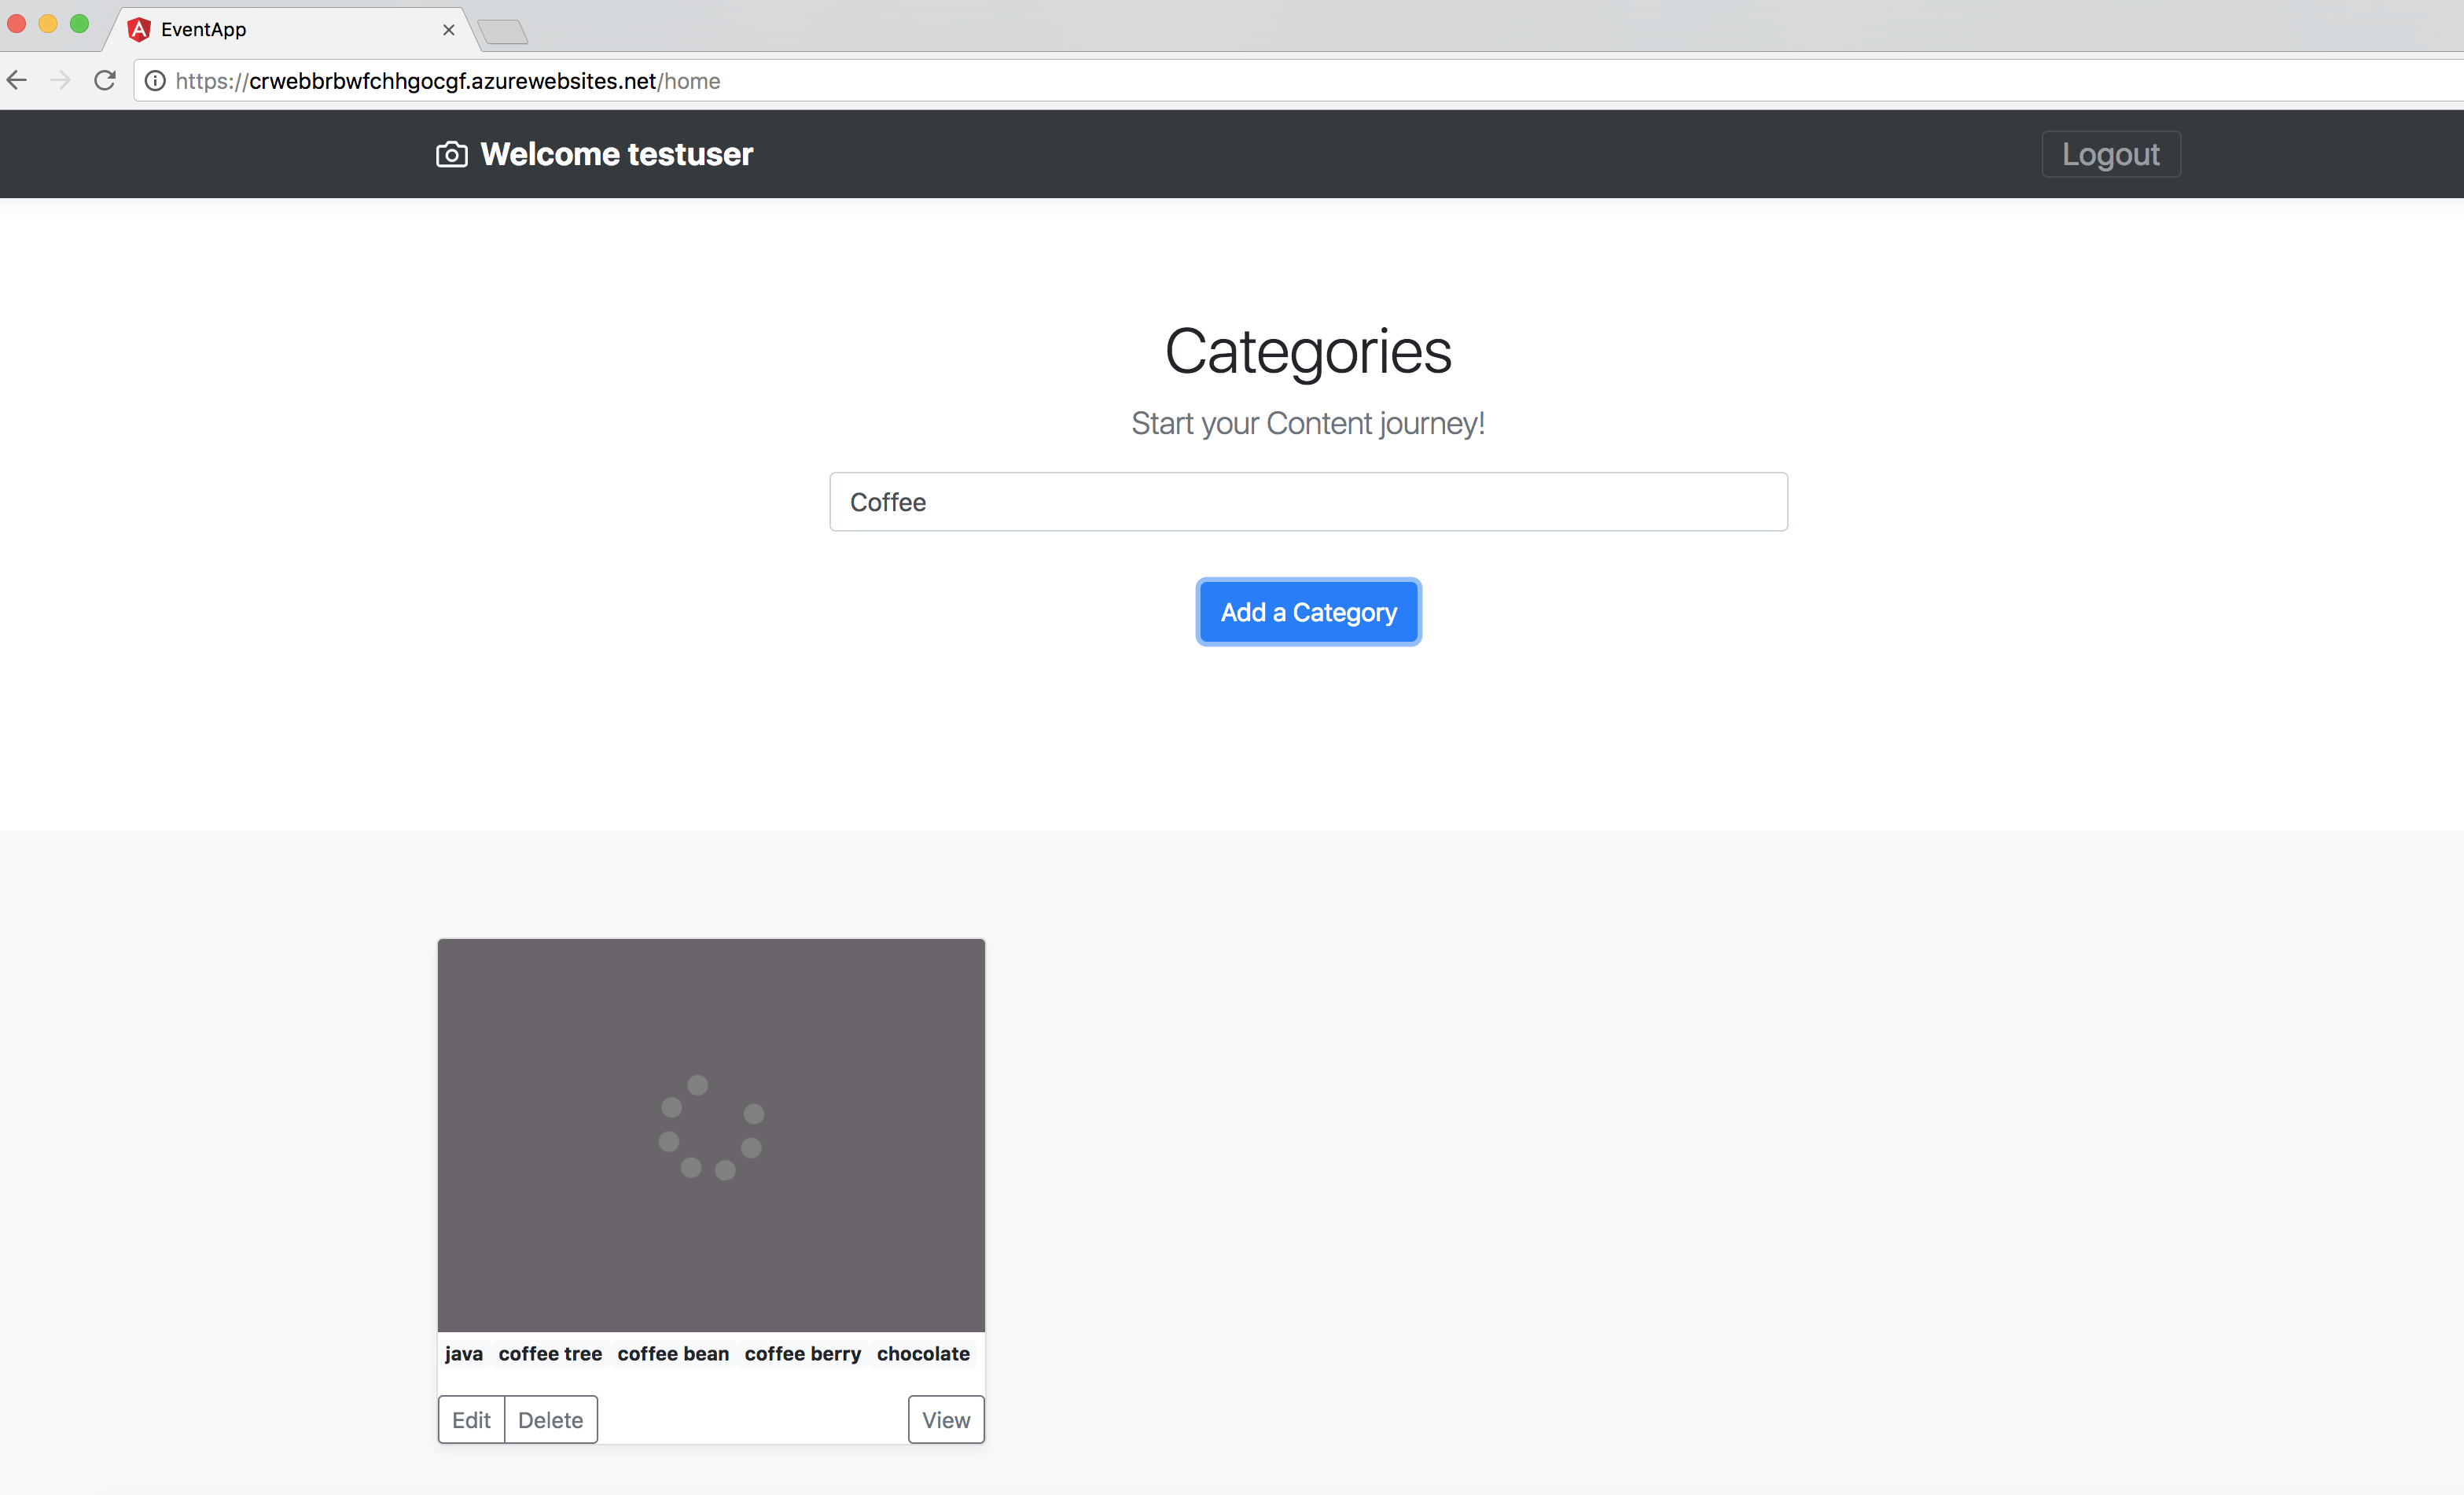 EventApp
https://crwebbrbwfchhgocgf.azurewebsites.net/home
Welcome testuser
Logout
Categories
Start your Content journey!
Coffee
Add a Category
java coffee tree coffee bean coffee berry chocolate
Edit Delete View